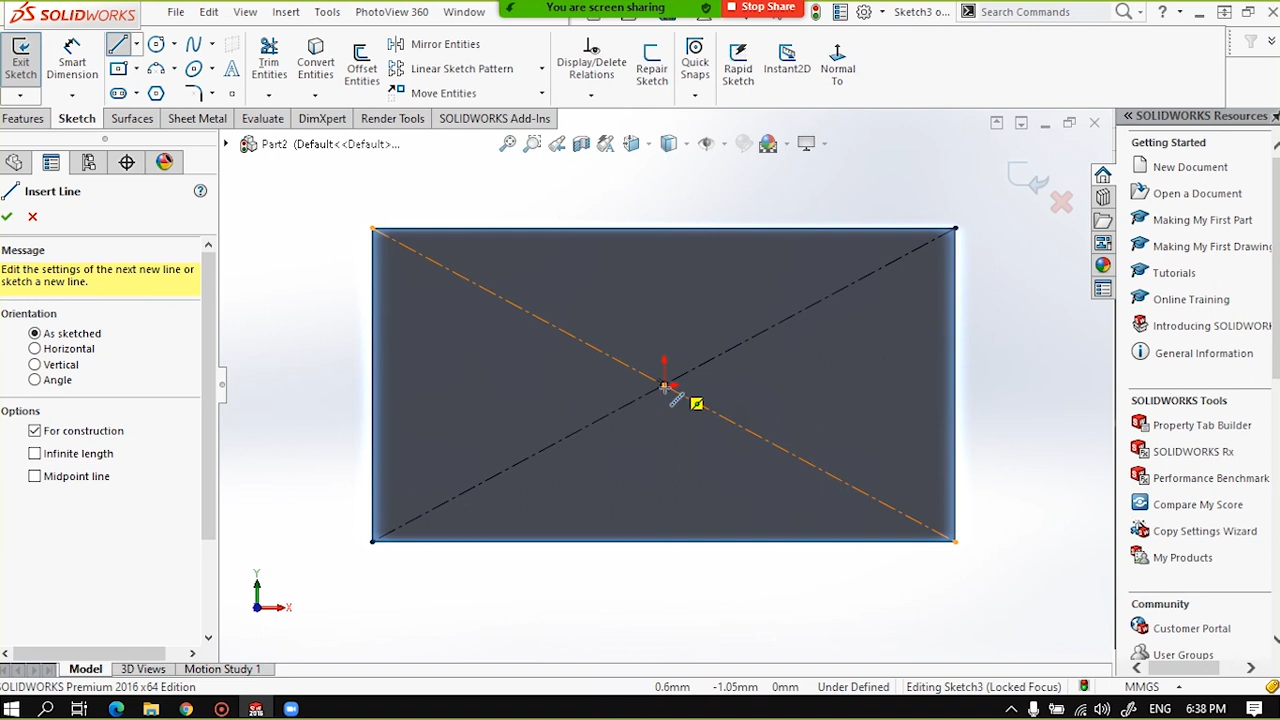 SOLIDWORKS
File Edit View Insert Tools PhotoView 360 Window
You are screen sharing
Stop Share
Sketch3 o...
Search Commands
Exit Sketch
Smart Dimension
Trim Entities
Convert Entities
Offset Entities
Mirror Entities
Linear Sketch Pattern
Move Entities
Display/Delete Relations
Repair Sketch
Quick Snaps
Rapid Sketch
Instant2D
Normal To
Features Sketch Surfaces Sheet Metal Evaluate DimXpert Render Tools SOLIDWORKS Add-Ins
Part2 (Default<<Default>...
Insert Line
Message
Edit the settings of the next new line or
sketch a new line.
Orientation
As sketched
Horizontal
Vertical
Angle
Options
For construction
Infinite length
Midpoint line
Y
X
SOLIDWORKS Resources
Getting Started
New Document
Open a Document
Making My First Part
Making My First Drawing
Tutorials
Online Training
Introducing SOLIDWOR
General Information
SOLIDWORKS Tools
Property Tab Builder
SOLIDWORKS Rx
Performance Benchmark
Compare My Score
Copy Settings Wizard
My Products
Community
Customer Portal
User Groups
Model 3D Views Motion Study 1
SOLIDWORKS Premium 2016 x64 Edition
0.6mm -1.05mm 0mm Under Defined Editing Sketch3 (Locked Focus) MMGS
2016
ENG 6:38 PM